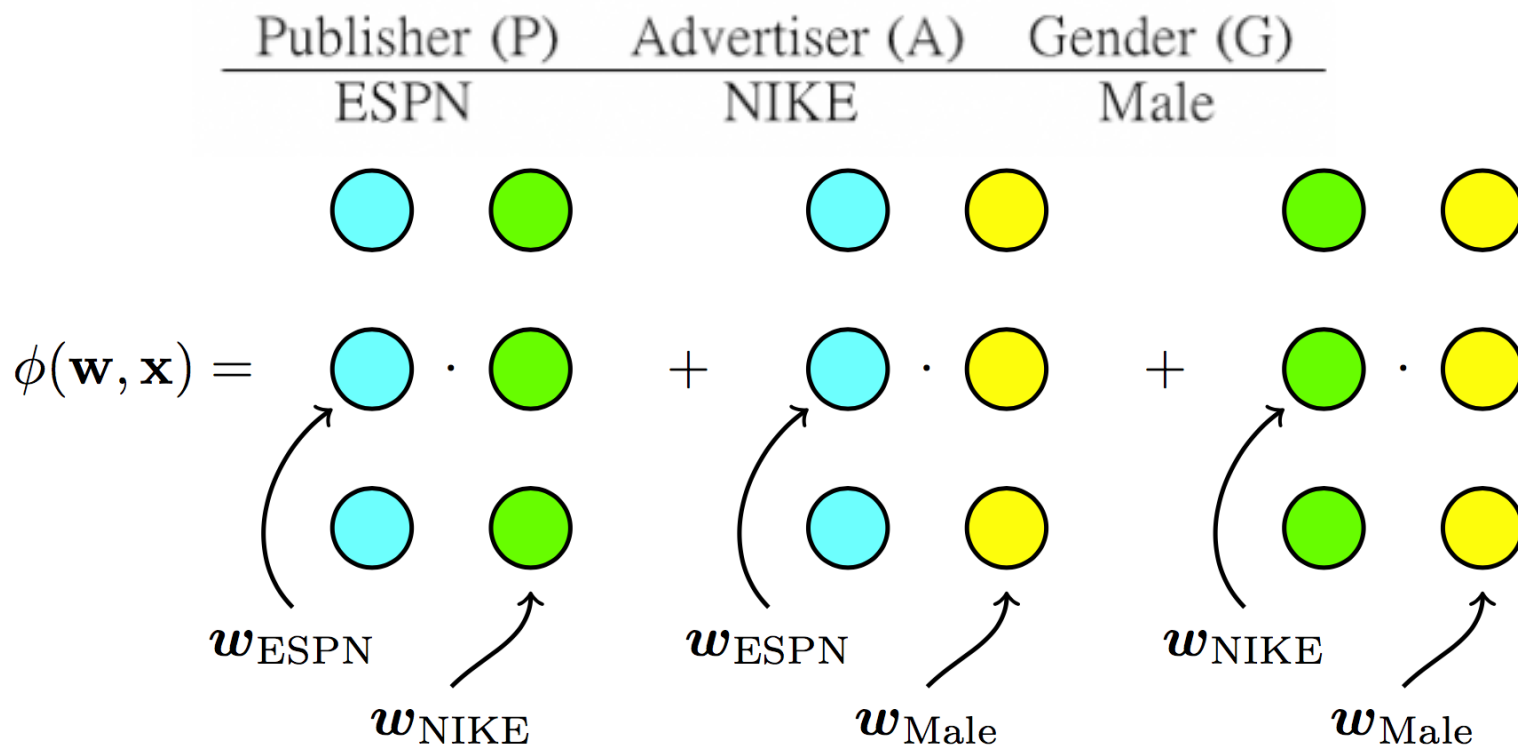 Publisher (P) Advertiser (A) Gender (G)
ESPN NIKE Male
ϕ(w, x) = · + · + ·
w_ESPN w_ESPN w_NIKE
w_NIKE w_Male w_Male